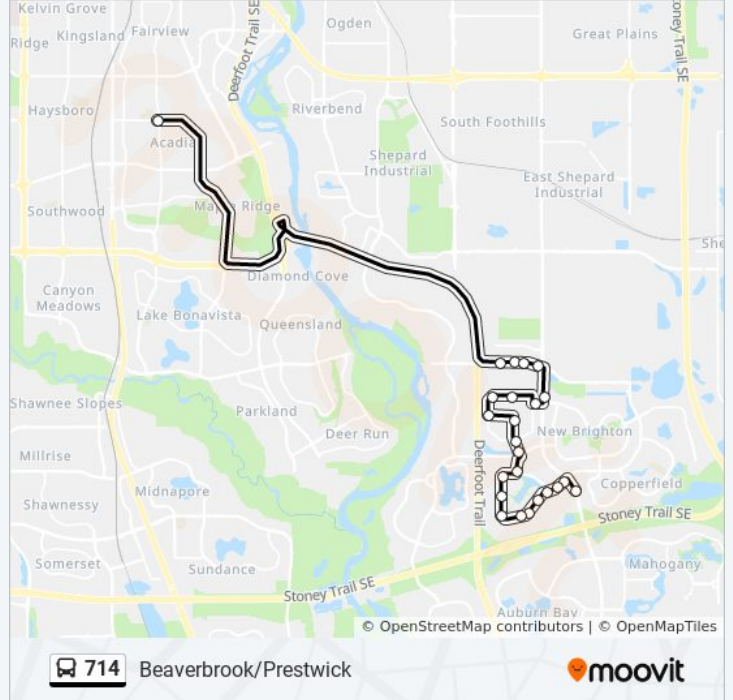 Kelvin Grove
Ogden
Fairview
Ridge
Kingsland
Great Plains
Deerfoot Trail SE
Stoney Trail SE
Haysboro
Riverbend
South Foothills
Acadia
Shepard
Industrial
East Shepard
Industrial
Southwood
Maple Ridge
She
Diamond Cove
Canyon
Meadows
Lake Bonavista
Queensland
Shawnee Slopes
Parkland
Deer Run
New Brighton
Millrise
Deerfoot Trail
Midnapore
Copperfield
Shawnessy
Stoney Trail SE
Somerset
Sundance
Mahogany
Stoney Trail SE
Auburn Bay
© OpenStreetMap contributors | © OpenMapTiles
714 Beaverbrook/Prestwick
moovit